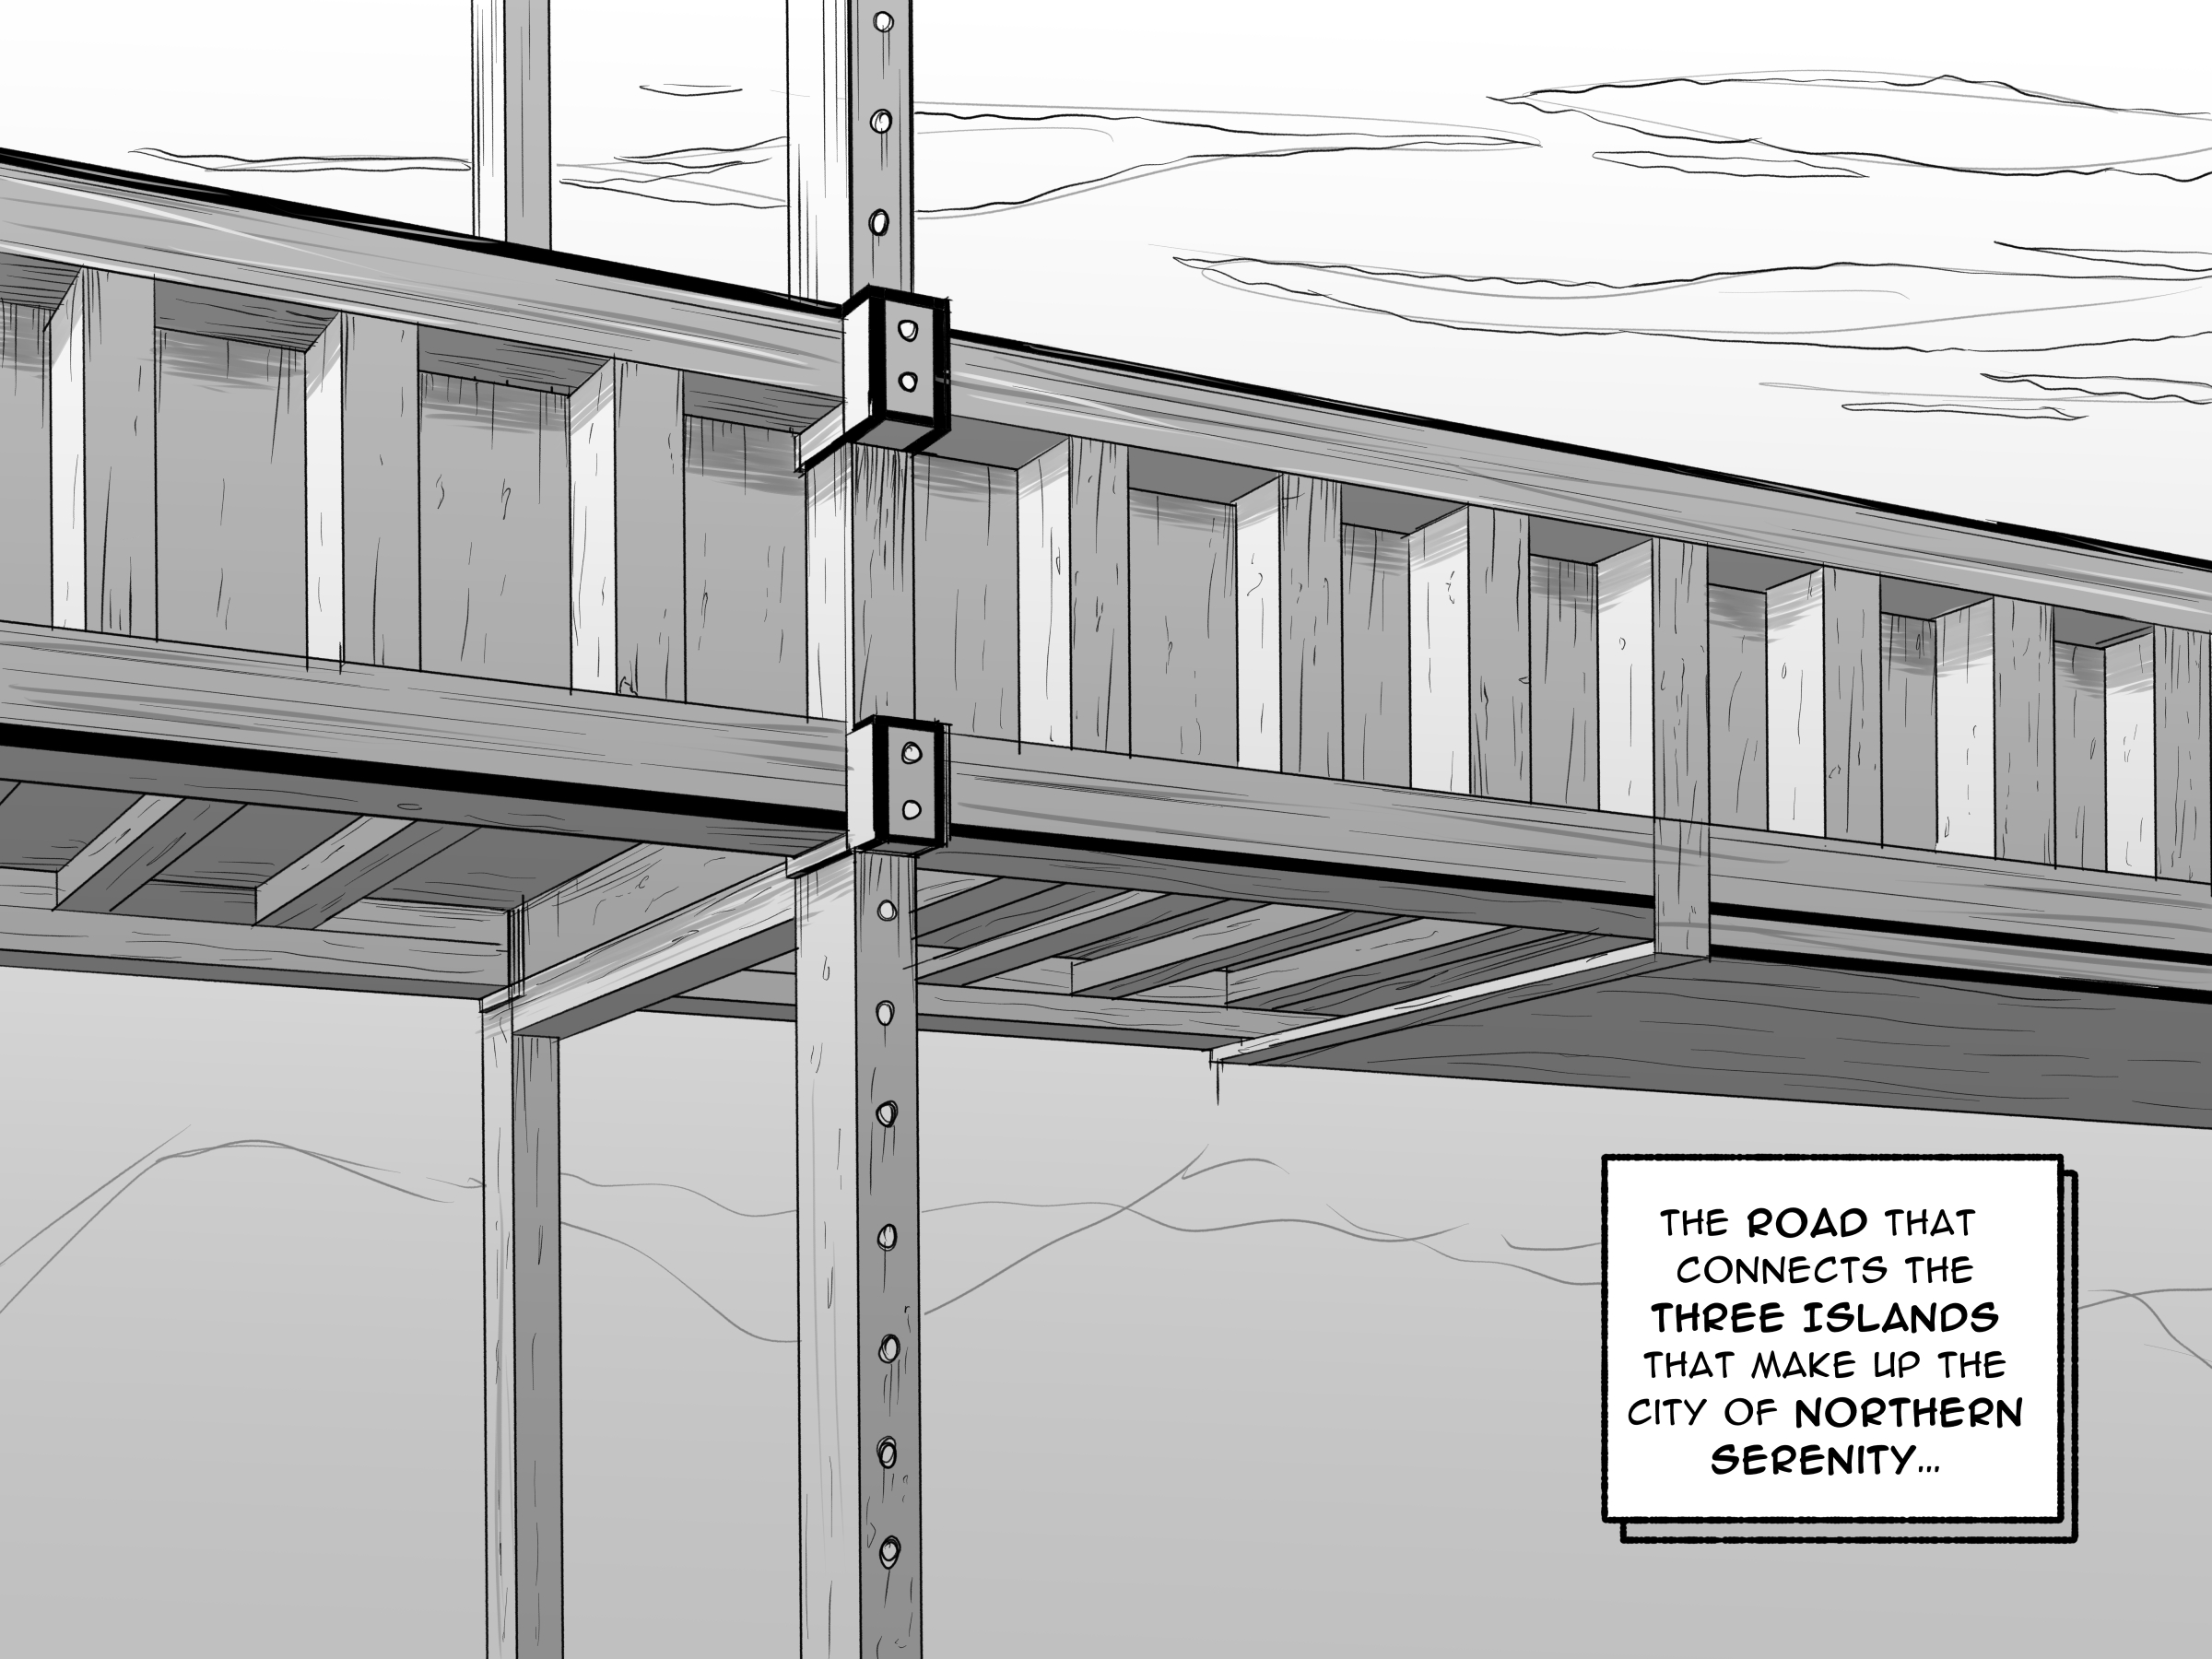 THE ROAD THAT
CONNECTS THE
THREE ISLANDS
THAT MAKE UP THE
CITY OF NORTHERN
SERENITY...